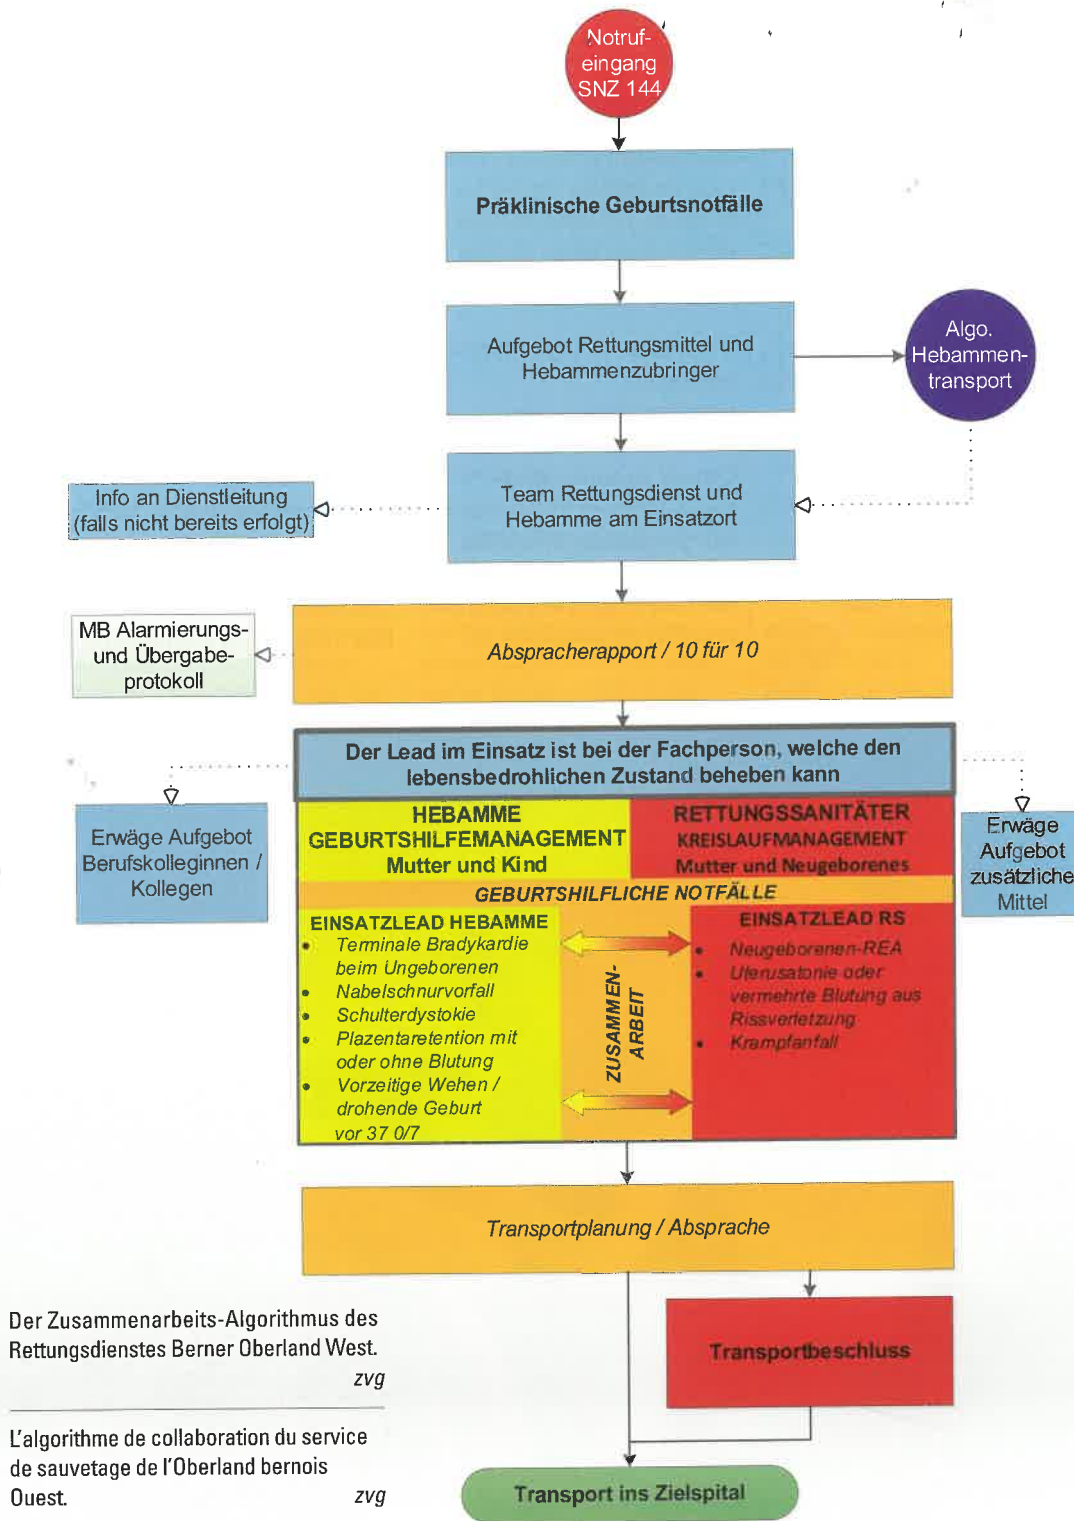 Notruf-
eingang
SNZ 144
Präklinische Geburtsnotfälle
Aufgebot Rettungsmittel und
Hebammenzubringer
Algo.
Hebammen-
transport
Info an Dienstleitung
(falls nicht bereits erfolgt)
Team Rettungsdienst und
Hebamme am Einsatzort
MB Alarmierungs-
und Übergabe-
protokoll
Abspracherapport / 10 für 10
Der Lead im Einsatz ist bei der Fachperson, welche den
lebensbedrohlichen Zustand beheben kann
Erwäge Aufgebot
Berufskolleginnen /
Kollegen
HEBAMME
GEBURTSHILFEMANAGEMENT
Mutter und Kind
RETTUNGSSANITÄTER
KREISLAUFMANAGEMENT
Mutter und Neugeborenes
Erwäge
Aufgebot
zusätzliche
Mittel
GEBURTSHILFLICHE NOTFÄLLE
EINSATZLEAD HEBAMME
• Terminale Bradykardie
beim Ungeborenen
• Nabelschnurvorfall
• Schulterdystokie
• Plazentaretention mit
oder ohne Blutung
• Vorzeitige Wehen /
drohende Geburt
vor 37 0/7
ZUSAMMEN-
ARBEIT
EINSATZLEAD RS
• Neugeborenen-REA
• Uterusatonie oder
vermehrte Blutung aus
Rissverletzung
• Krampfanfall
Transportplanung / Absprache
Transportbeschluss
Transport ins Zielspital
Der Zusammenarbeits-Algorithmus des
Rettungsdienstes Berner Oberland West.
zvg
L'algorithme de collaboration du service
de sauvetage de l'Oberland bernois
Ouest. zvg